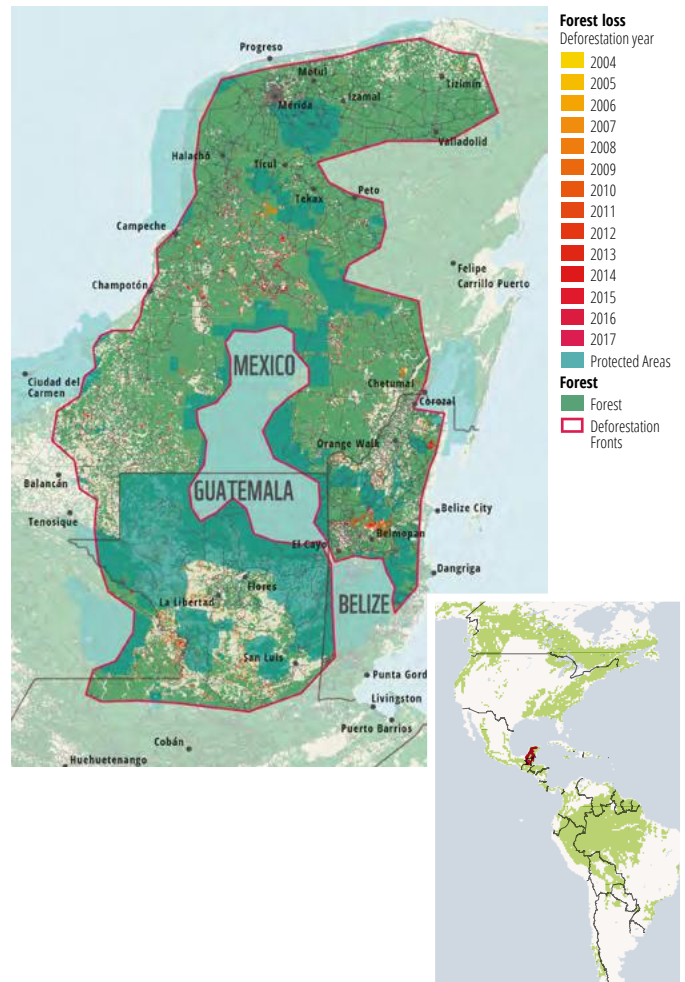 Progreso
Motul
Tizimín
Izamal
Mérida
Valladolid
Halachó
Ticul
Tekax
Peto
Campeche
Felipe
Carrillo Puerto
Champotón
MEXICO
Ciudad del
Carmen
Chetumal
Corozal
Orange Walk
Balancán
GUATEMALA
Tenosique
Belize City
Belmopan
El Cayo
Dangriga
Flores
La Libertad
BELIZE
San Luis
Punta Gord
Livingston
Puerto Barrios
Cobán
Huehuetenango
Forest loss
Deforestation year
2004
2005
2006
2007
2008
2009
2010
2011
2012
2013
2014
2015
2016
2017
Protected Areas
Forest
Forest
Deforestation
Fronts